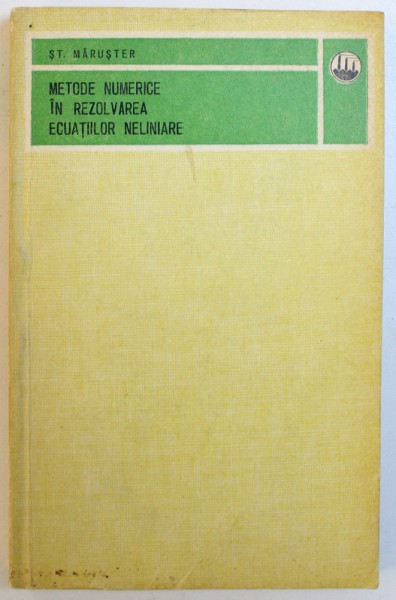 ȘT. MĂRUȘTER
METODE NUMERICE
ÎN REZOLVAREA
ECUAȚIILOR NELINIARE